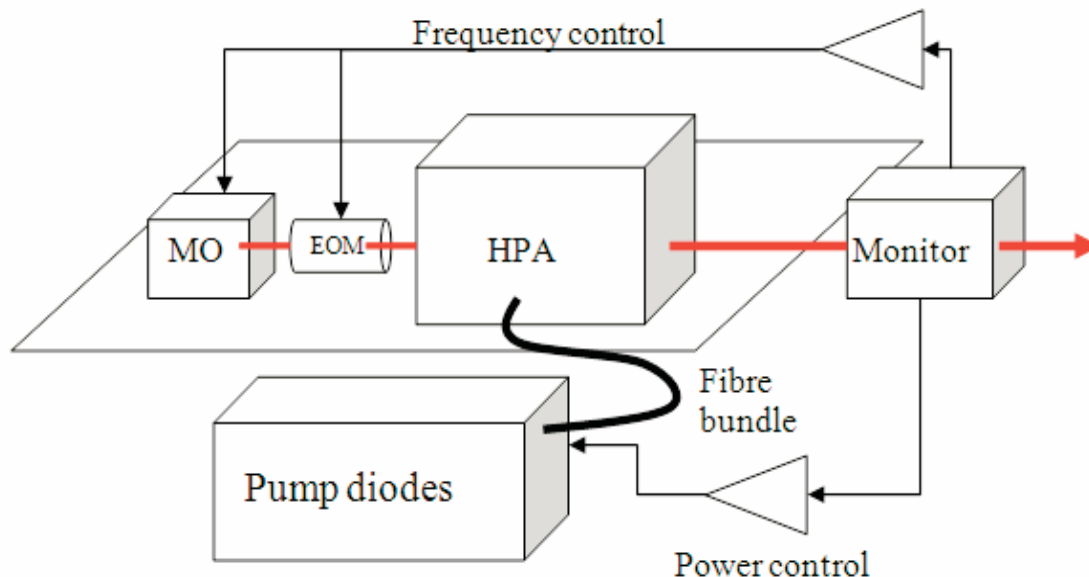 Frequency control
MO
EOM
HPA
Monitor
Fibre
bundle
Pump diodes
Power control